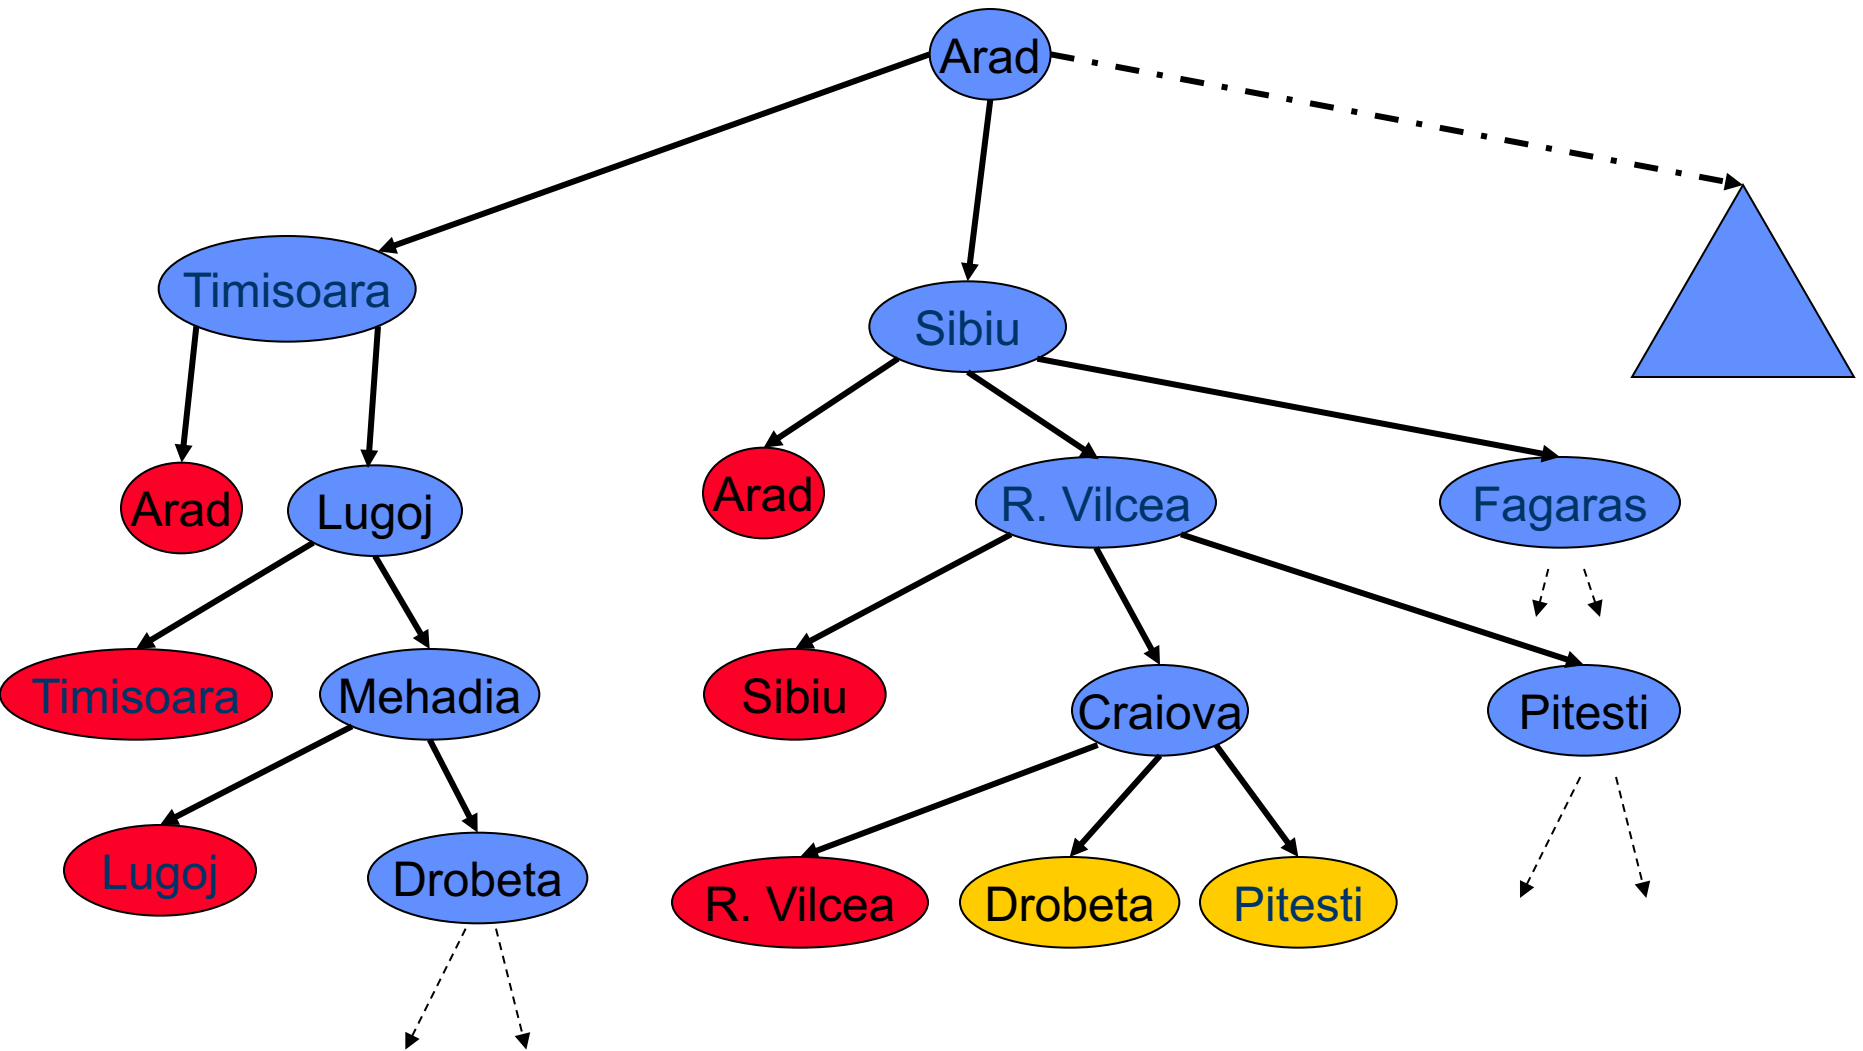 Arad
Timisoara
Sibiu
Arad
Lugoj
Arad
R. Vilcea
Fagaras
Timisoara
Mehadia
Sibiu
Craiova
Pitesti
Lugoj
Drobeta
R. Vilcea
Drobeta
Pitesti